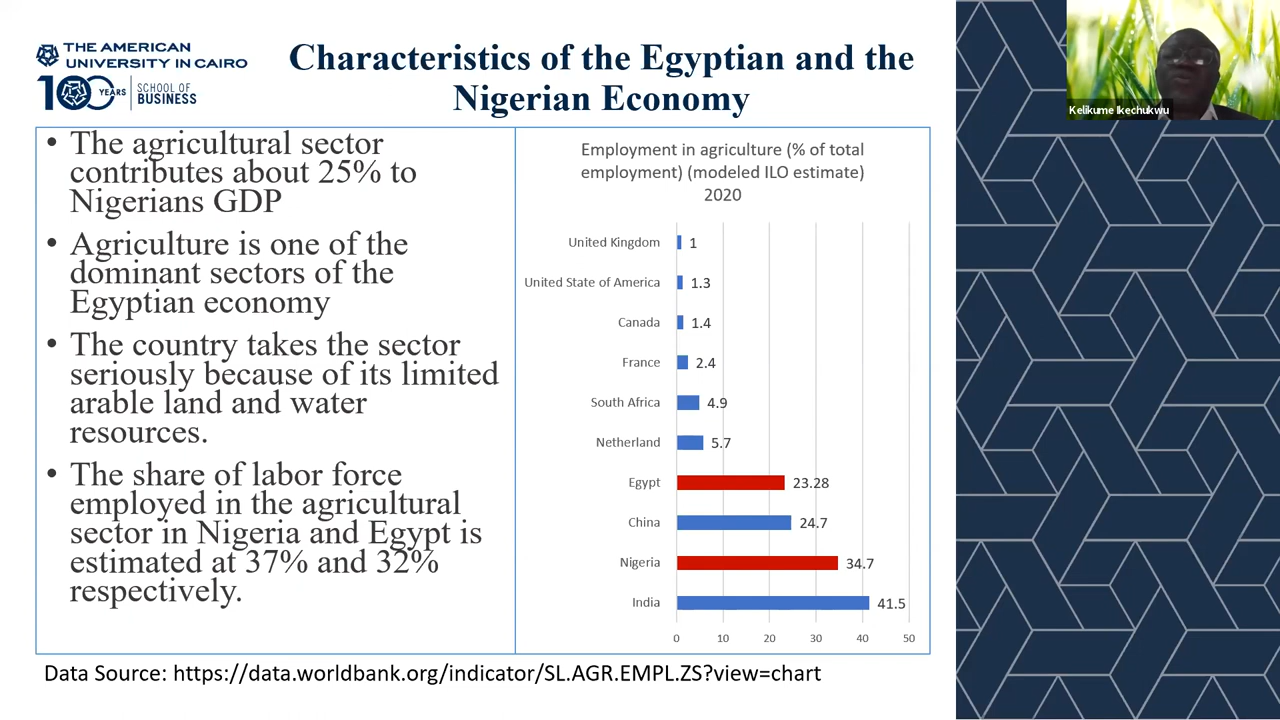 THE AMERICAN
UNIVERSITY IN CAIRO
100 YEARS
SCHOOL OF
BUSINESS
Characteristics of the Egyptian and the
Nigerian Economy
Kelikume Ikechukwu
• The agricultural sector
contributes about 25% to
Nigerians GDP
• Agriculture is one of the
dominant sectors of the
Egyptian economy
• The country takes the sector
seriously because of its limited
arable land and water
resources.
• The share of labor force
employed in the agricultural
sector in Nigeria and Egypt is
estimated at 37% and 32%
respectively.
Employment in agriculture (% of total
employment) (modeled ILO estimate)
2020
United Kingdom 1
United State of America 1.3
Canada 1.4
France 2.4
South Africa 4.9
Netherland 5.7
Egypt 23.28
China 24.7
Nigeria 34.7
India 41.5
0 10 20 30 40 50
Data Source: https://data.worldbank.org/indicator/SL.AGR.EMPL.ZS?view=chart